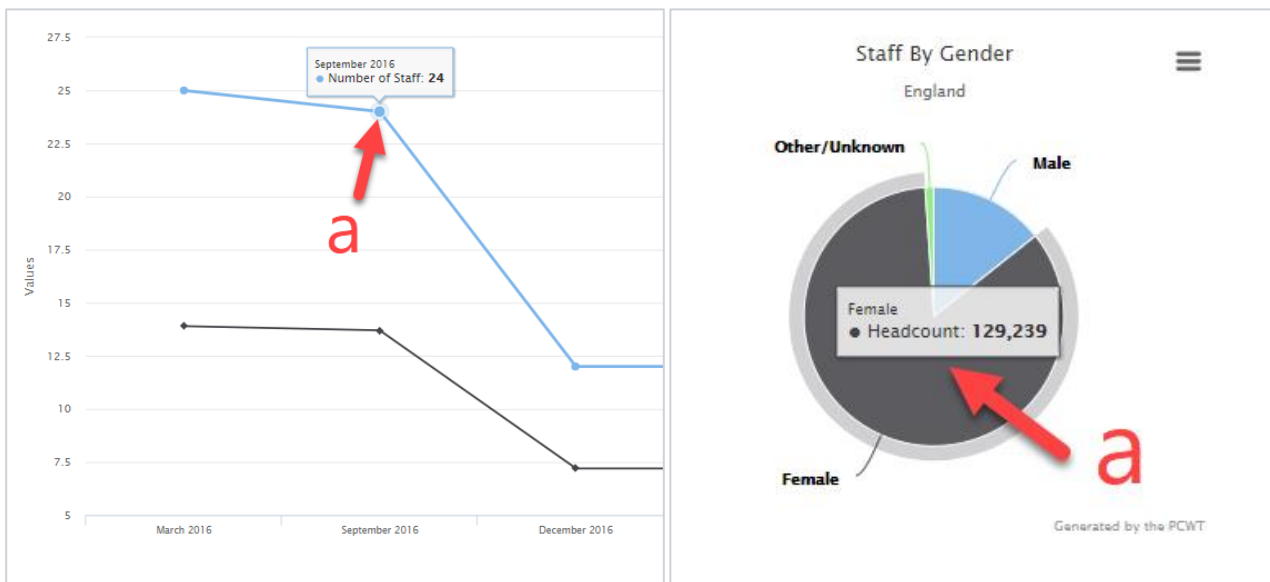 27.5
25
22.5
20
17.5
15
12.5
10
7.5
5
Values
September 2016
Number of Staff: 24
a
March 2016
September 2016
December 2016
Staff By Gender
England
Other/Unknown
Male
Female
Headcount: 129,239
a
Female
Generated by the PCWT